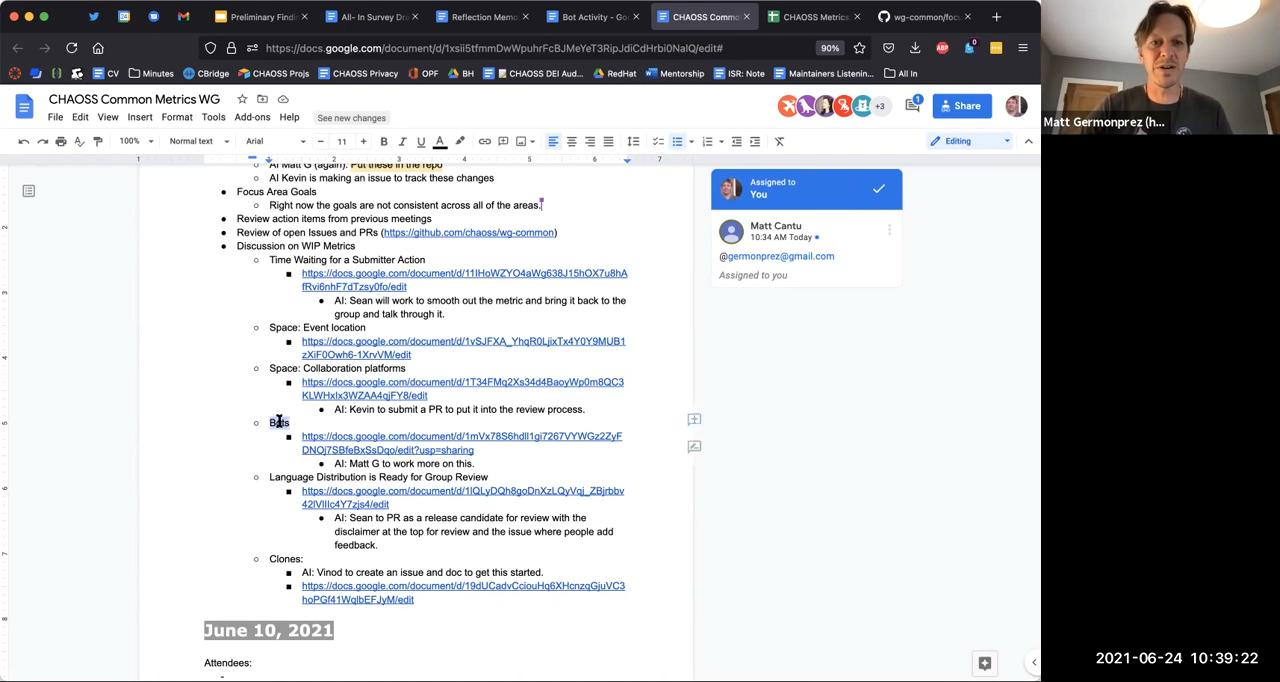 Preliminary Findi
All- In Survey Dra
Reflection Memo
Bot Activity - Go
CHAOSS Commo
CHAOSS Metrics
wg-common/focu
https://docs.google.com/document/d/1xsii5tfmmDwWpuhrFcBJMeYeT3RipJdiCdHrbi0NaIQ/edit#
90%
CV
Minutes
CBridge
CHAOSS Projs
CHAOSS Privacy
OPF
BH
CHAOSS DEI Aud...
RedHat
Mentorship
ISR: Note
Maintainers Listenin...
All In
CHAOSS Common Metrics WG
File Edit View Insert Format Tools Add-ons Help
See new changes
+3
1
Share
100%
Normal text
Arial
11
Editing
AI Matt G (again): Put these in the repo
AI Kevin is making an issue to track these changes
Focus Area Goals
Right now the goals are not consistent across all of the areas.
Review action items from previous meetings
Review of open Issues and PRs (https://github.com/chaoss/wg-common)
Discussion on WIP Metrics
Time Waiting for a Submitter Action
https://docs.google.com/document/d/11IHoWZYO4aWg638J15hOX7u8hA
fRvi6nhF7dTzsy0fo/edit
AI: Sean will work to smooth out the metric and bring it back to the
group and talk through it.
Space: Event location
https://docs.google.com/document/d/1vSJFXA_YhqR0LjixTx4Y0Y9MUB1
zXiF0Owh6-1XrvVM/edit
Space: Collaboration platforms
https://docs.google.com/document/d/1T34FMq2Xs34d4BaoyWp0m8QC3
KLWHxIx3WZAA4qjFY8/edit
AI: Kevin to submit a PR to put it into the review process.
Bots
https://docs.google.com/document/d/1mVx78S6hdll1gi7267VYWGz2ZyF
DNOj7SBfeBxSsDqo/edit?usp=sharing
AI: Matt G to work more on this.
Language Distribution is Ready for Group Review
https://docs.google.com/document/d/1lQLyDQh8goDnXzLQyVqj_ZBjrbbv
42lVlIIc4Y7zjs4/edit
AI: Sean to PR as a release candidate for review with the
disclaimer at the top for review and the issue where people add
feedback.
Clones:
AI: Vinod to create an issue and doc to get this started.
https://docs.google.com/document/d/19dUCadvCciouHq6XHcnzqGjuVC3
hoPGf41WqlbEFJyM/edit
June 10, 2021
Attendees:
Assigned to
You
Matt Cantu
10:34 AM Today
@germonprez@gmail.com
Assigned to you
Matt Germonprez (h...
2021-06-24 10:39:22